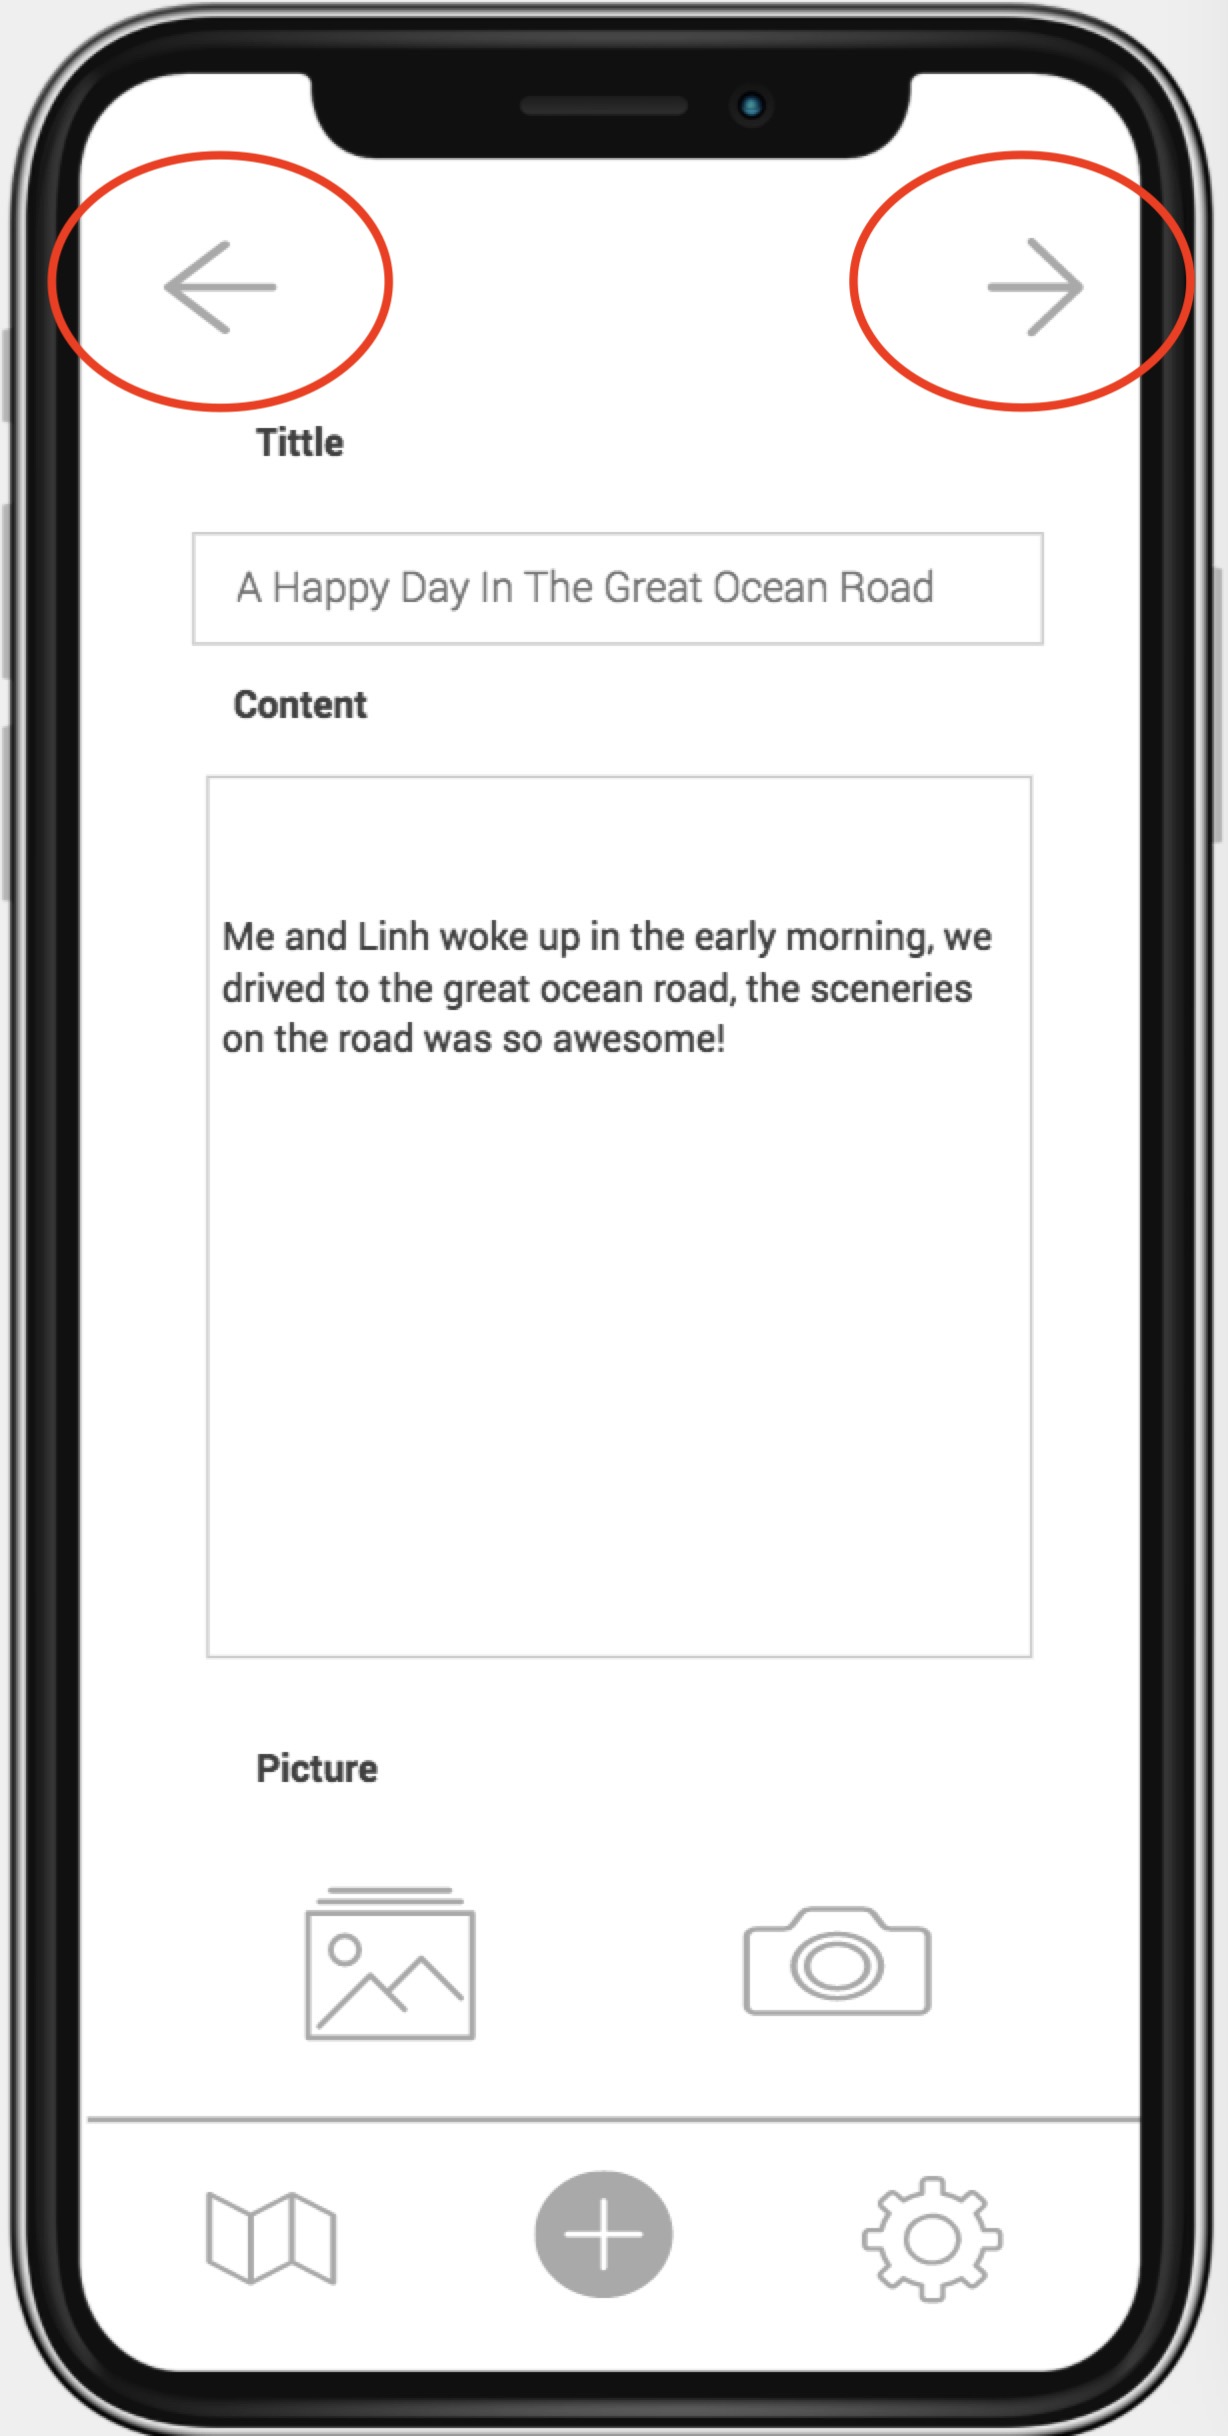 Tittle
A Happy Day In The Great Ocean Road
Content
Me and Linh woke up in the early morning, we
drived to the great ocean road, the sceneries
on the road was so awesome!
Picture